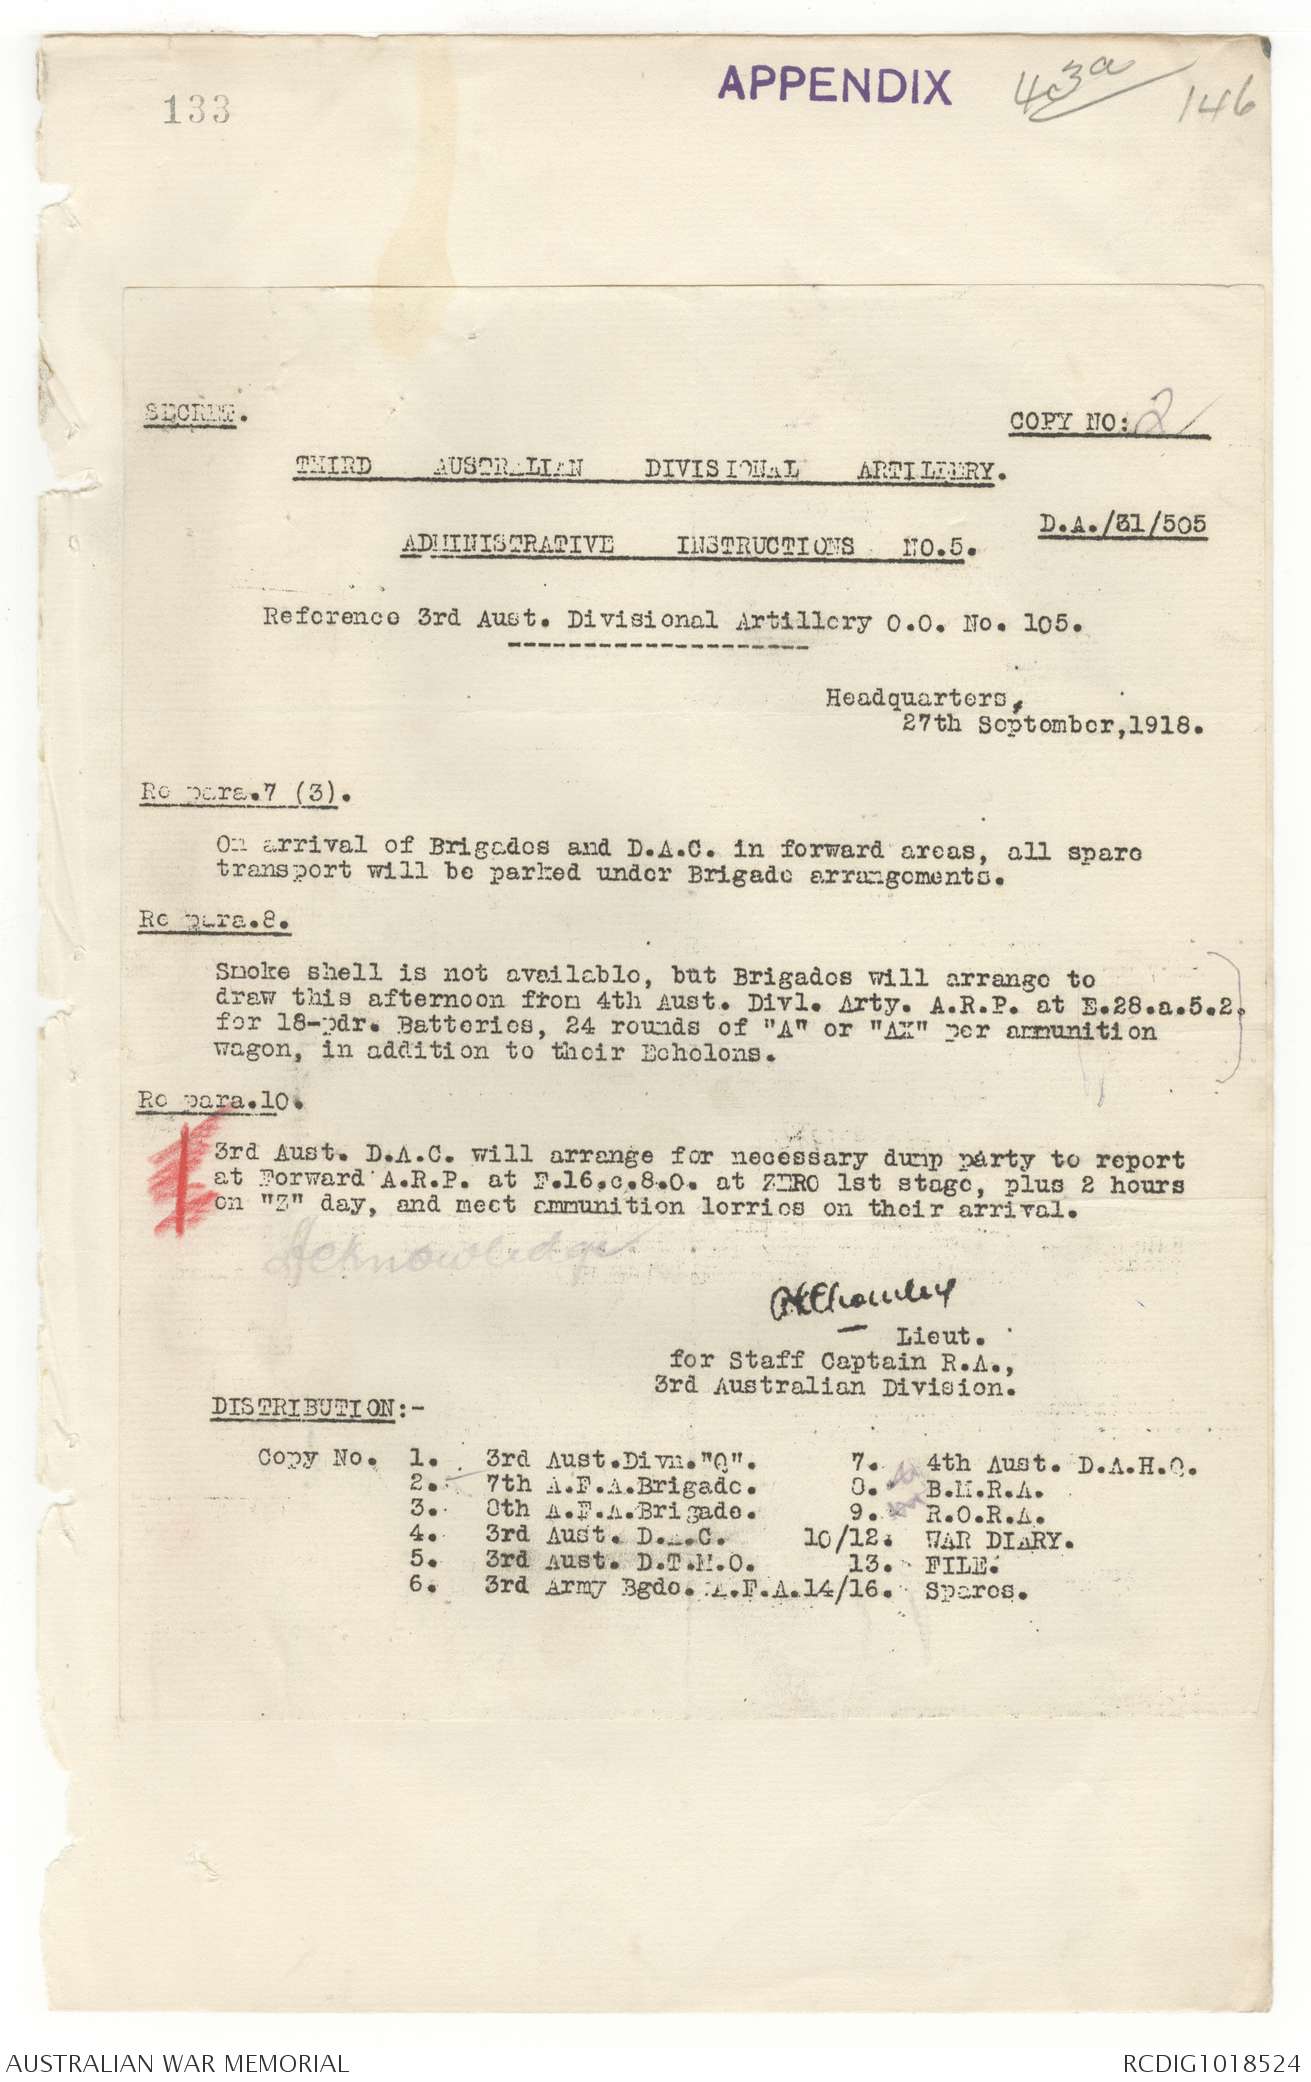 133
APPENDIX 43a
146
SECRET.
COPY NO: 2
THIRD AUSTRALIAN DIVISIONAL ARTILLERY.
D.A./31/505
ADMINISTRATIVE INSTRUCTIONS NO.5.
Reference 3rd Aust. Divisional Artillery O.O. No. 105.
Headquarters,
27th September,1918.
Re para.7 (3).
On arrival of Brigades and D.A.C. in forward areas, all spare
transport will be parked under Brigade arrangements.
Re para.8.
Smoke shell is not available, but Brigades will arrange to
draw this afternoon from 4th Aust. Divl. Arty. A.R.P. at E.28.a.5.2.
for 18-pdr. Batteries, 24 rounds of "A" or "AX" per ammunition
wagon, in addition to their Echelons.
Re para.10.
3rd Aust. D.A.C. will arrange for necessary dump party to report
at Forward A.R.P. at F.16.c.8.0. at ZERO 1st stage, plus 2 hours
on "Z" day, and meet ammunition lorries on their arrival.
Acknowledge
Lieut.
for Staff Captain R.A.,
3rd Australian Division.
DISTRIBUTION:-
Copy No. 1. 3rd Aust.Divn."Q". 7. 4th Aust. D.A.H.Q.
2. 7th A.F.A.Brigade. 8. B.M.R.A.
3. 8th A.F.A.Brigade. 9. R.O.R.A.
4. 3rd Aust. D.A.C. 10/12. WAR DIARY.
5. 3rd Aust. D.T.M.O. 13. FILE.
6. 3rd Army Bgde. A.F.A. 14/16. Spares.
AUSTRALIAN WAR MEMORIAL
RCDIG1018524